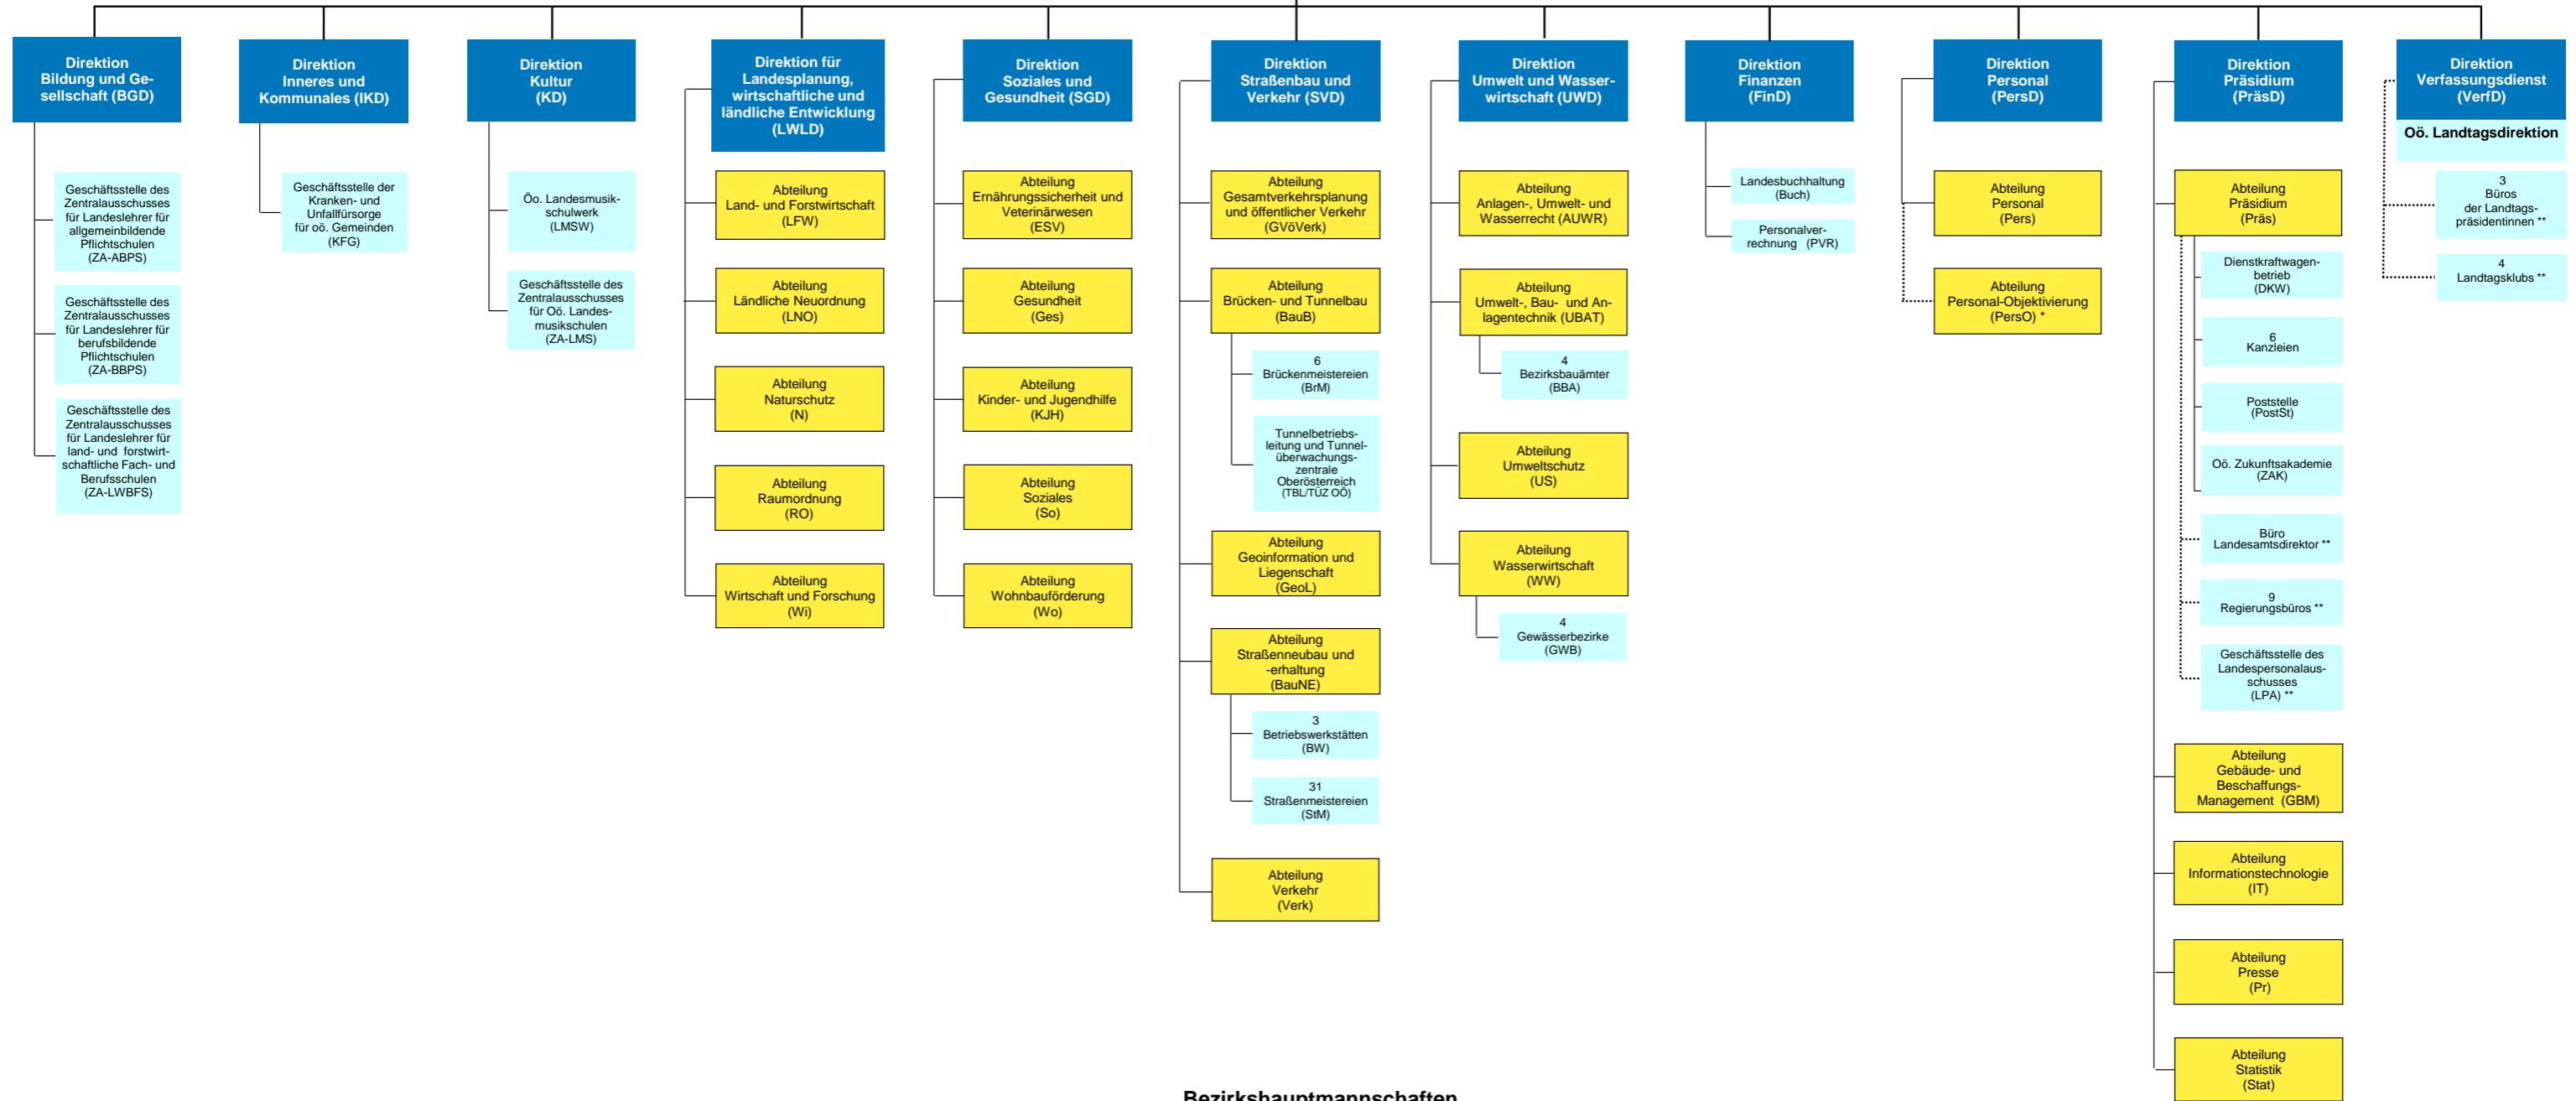 Direktion
Bildung und Ge-
sellschaft (BGD)
Geschäftsstelle des
Zentralausschusses
für Landeslehrer für
allgemeinbildende
Pflichtschulen
(ZA-ABPS)
Geschäftsstelle des
Zentralausschusses
für Landeslehrer für
berufsbildende
Pflichtschulen
(ZA-BBPS)
Geschäftsstelle des
Zentralausschusses
für Landeslehrer für
land- und forstwirt-
schaftliche Fach- und
Berufsschulen
(ZA-LWBFS)
Direktion
Inneres und
Kommunales (IKD)
Geschäftsstelle der
Kranken- und
Unfallfürsorge
für oö. Gemeinden
(KFG)
Direktion
Kultur
(KD)
Öo. Landesmusik-
schulwerk
(LMSW)
Geschäftsstelle des
Zentralausschusses
für Oö. Landes-
musikschulen
(ZA-LMS)
Direktion für
Landesplanung,
wirtschaftliche und
ländliche Entwicklung
(LWLD)
Abteilung
Land- und Forstwirtschaft
(LFW)
Abteilung
Ländliche Neuordnung
(LNO)
Abteilung
Naturschutz
(N)
Abteilung
Raumordnung
(RO)
Abteilung
Wirtschaft und Forschung
(Wi)
Direktion
Soziales und
Gesundheit (SGD)
Abteilung
Ernährungssicherheit und
Veterinärwesen
(ESV)
Abteilung
Gesundheit
(Ges)
Abteilung
Kinder- und Jugendhilfe
(KJH)
Abteilung
Soziales
(So)
Abteilung
Wohnbauförderung
(Wo)
Direktion
Straßenbau und
Verkehr (SVD)
Abteilung
Gesamtverkehrsplanung
und öffentlicher Verkehr
(GVöVerk)
Abteilung
Brücken- und Tunnelbau
(BauB)
6
Brückenmeistereien
(BrM)
Tunnelbetriebs-
leitung und Tunnel-
überwachungs-
zentrale
Oberösterreich
(TBL/TÜZ OÖ)
Abteilung
Geoinformation und
Liegenschaft
(GeoL)
Abteilung
Straßenneubau und
-erhaltung
(BauNE)
3
Betriebswerkstätten
(BW)
31
Straßenmeistereien
(StM)
Abteilung
Verkehr
(Verk)
Direktion
Umwelt und Wasser-
wirtschaft (UWD)
Abteilung
Anlagen-, Umwelt- und
Wasserrecht (AUWR)
Abteilung
Umwelt-, Bau- und An-
lagentechnik (UBAT)
4
Bezirksbauämter
(BBA)
Abteilung
Umweltschutz
(US)
Abteilung
Wasserwirtschaft
(WW)
4
Gewässerbezirke
(GWB)
Direktion
Finanzen
(FinD)
Landesbuchhaltung
(Buch)
Personalver-
rechnung (PVR)
Direktion
Personal
(PersD)
Abteilung
Personal
(Pers)
Abteilung
Personal-Objektivierung
(PersO) *
Direktion
Präsidium
(PräsD)
Abteilung
Präsidium
(Präs)
Dienstkraftwagen-
betrieb
(DKW)
6
Kanzleien
Poststelle
(PostSt)
Oö. Zukunftsakademie
(ZAK)
Büro
Landesamtsdirektor **
9
Regierungsbüros **
Geschäftsstelle des
Landespersonalaus-
schusses
(LPA) **
Abteilung
Gebäude- und
Beschaffungs-
Management (GBM)
Abteilung
Informationstechnologie
(IT)
Abteilung
Presse
(Pr)
Abteilung
Statistik
(Stat)
Direktion
Verfassungsdienst
(VerfD)
Oö. Landtagsdirektion
3
Büros
der Landtags-
präsidentinnen **
4
Landtagsklubs **
Bezirkshauptmannschaften